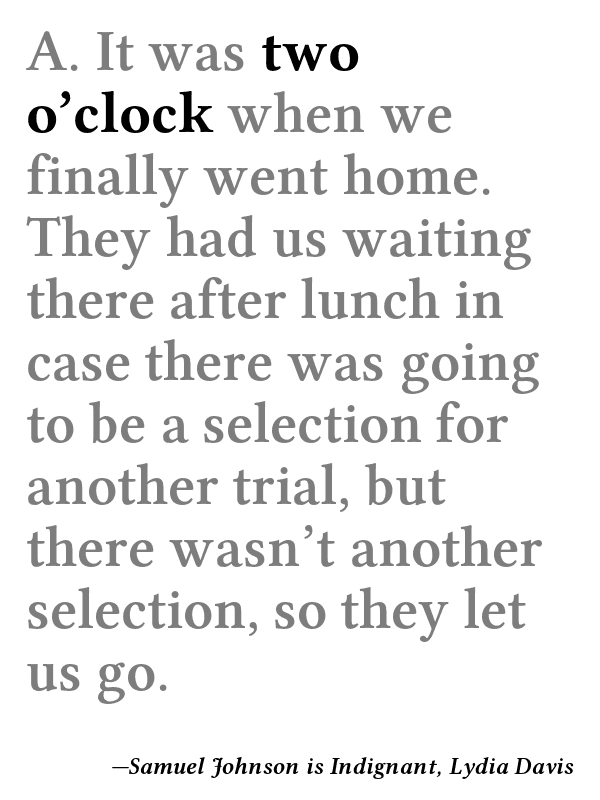 A. It was two
o’clock when we
finally went home.
They had us waiting
there after lunch in
case there was going
to be a selection for
another trial, but
there wasn’t another
selection, so they let
us go.
—Samuel Johnson is Indignant, Lydia Davis